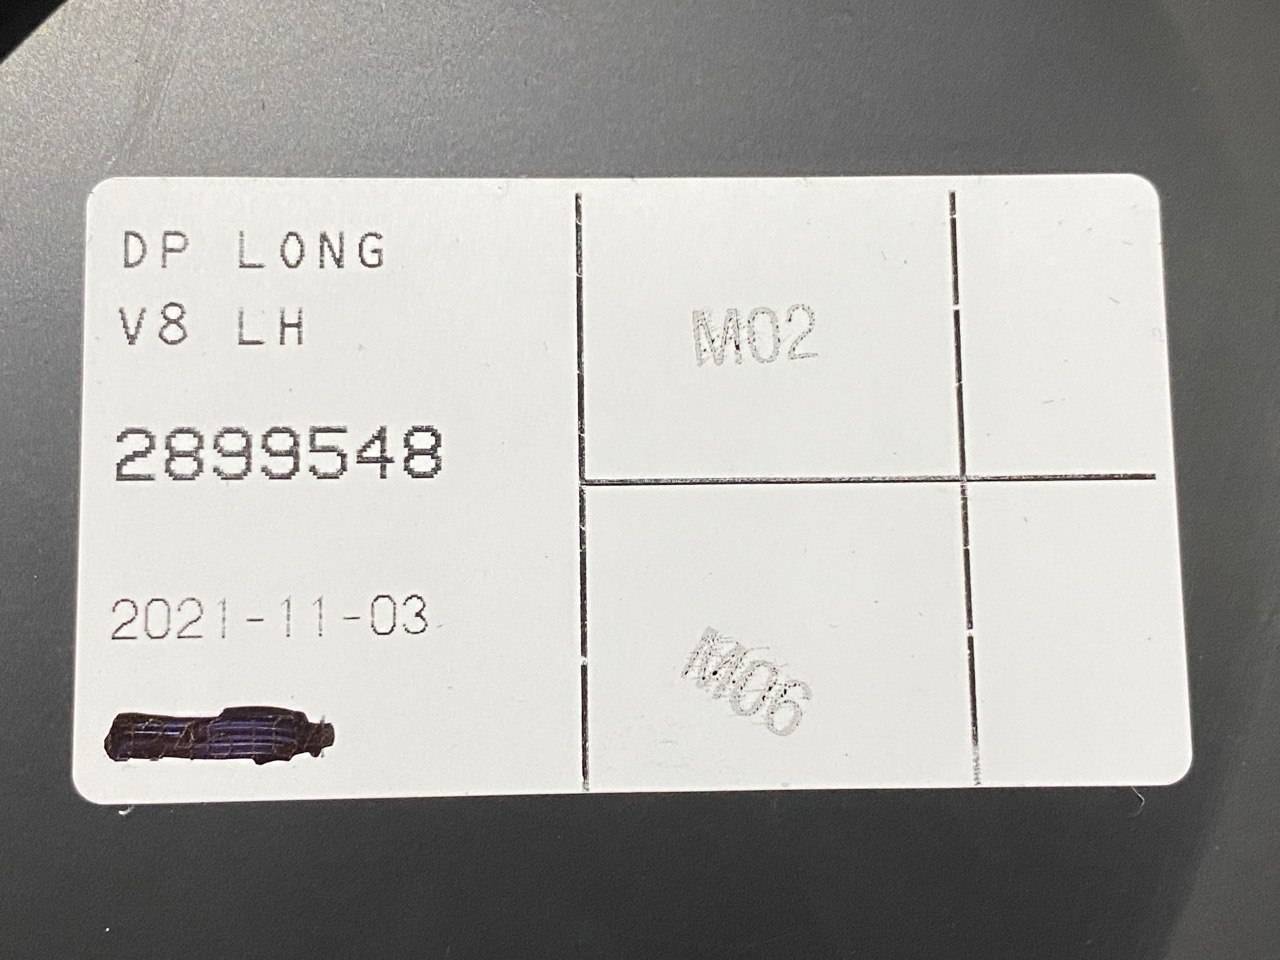 DP LONG
V8 LH
2899548
2021-11-03
M02
M06